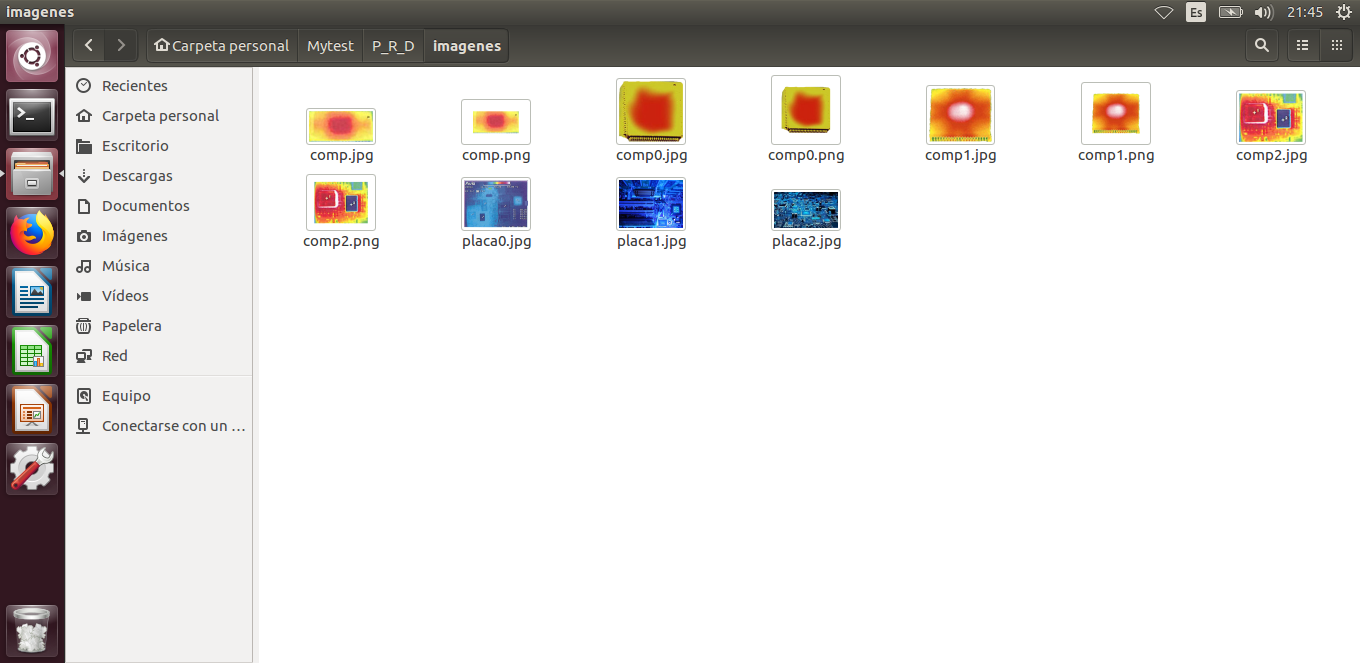 imagenes
Es
21:45
Carpeta personal
Mytest
P_R_D
imagenes
Recientes
Carpeta personal
Escritorio
Descargas
Documentos
Imágenes
Música
Vídeos
Papelera
Red
Equipo
Conectarse con un ...
comp.jpg
comp.png
comp0.jpg
comp0.png
comp1.jpg
comp1.png
comp2.jpg
comp2.png
placa0.jpg
placa1.jpg
placa2.jpg